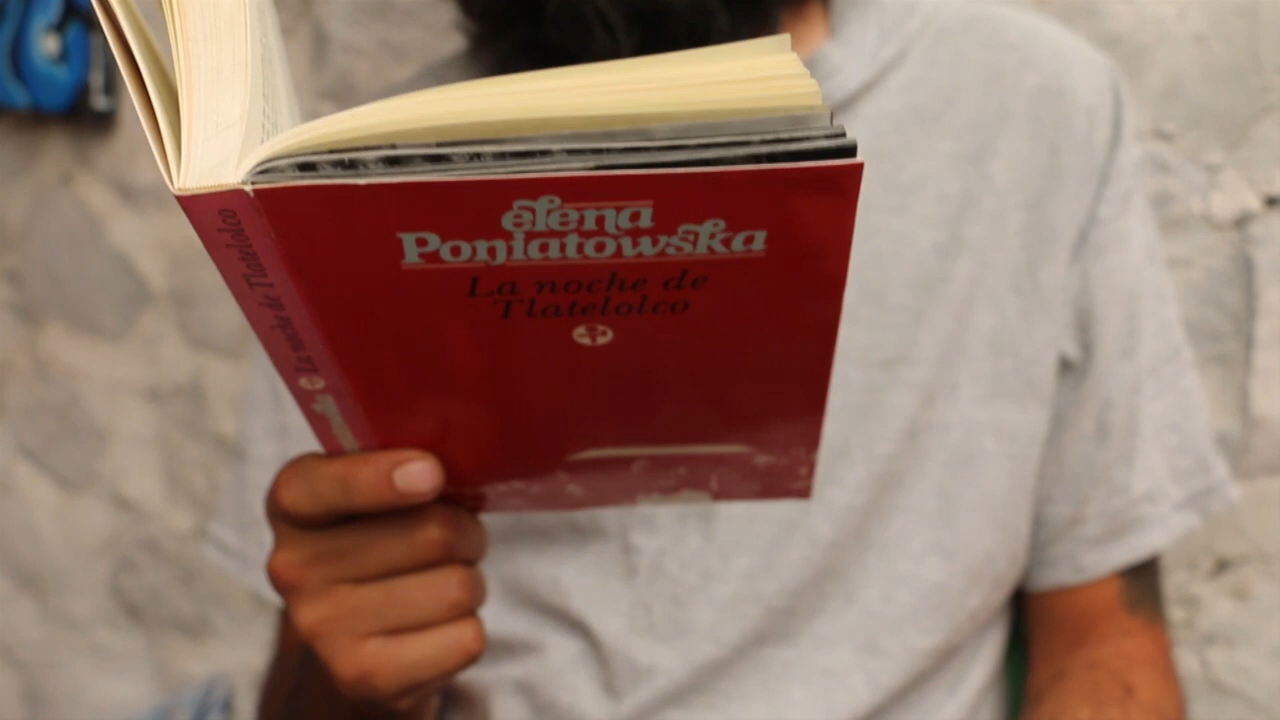 elena
Poniatowska
La noche de
Tlatelolco
La noche de Tlatelolco